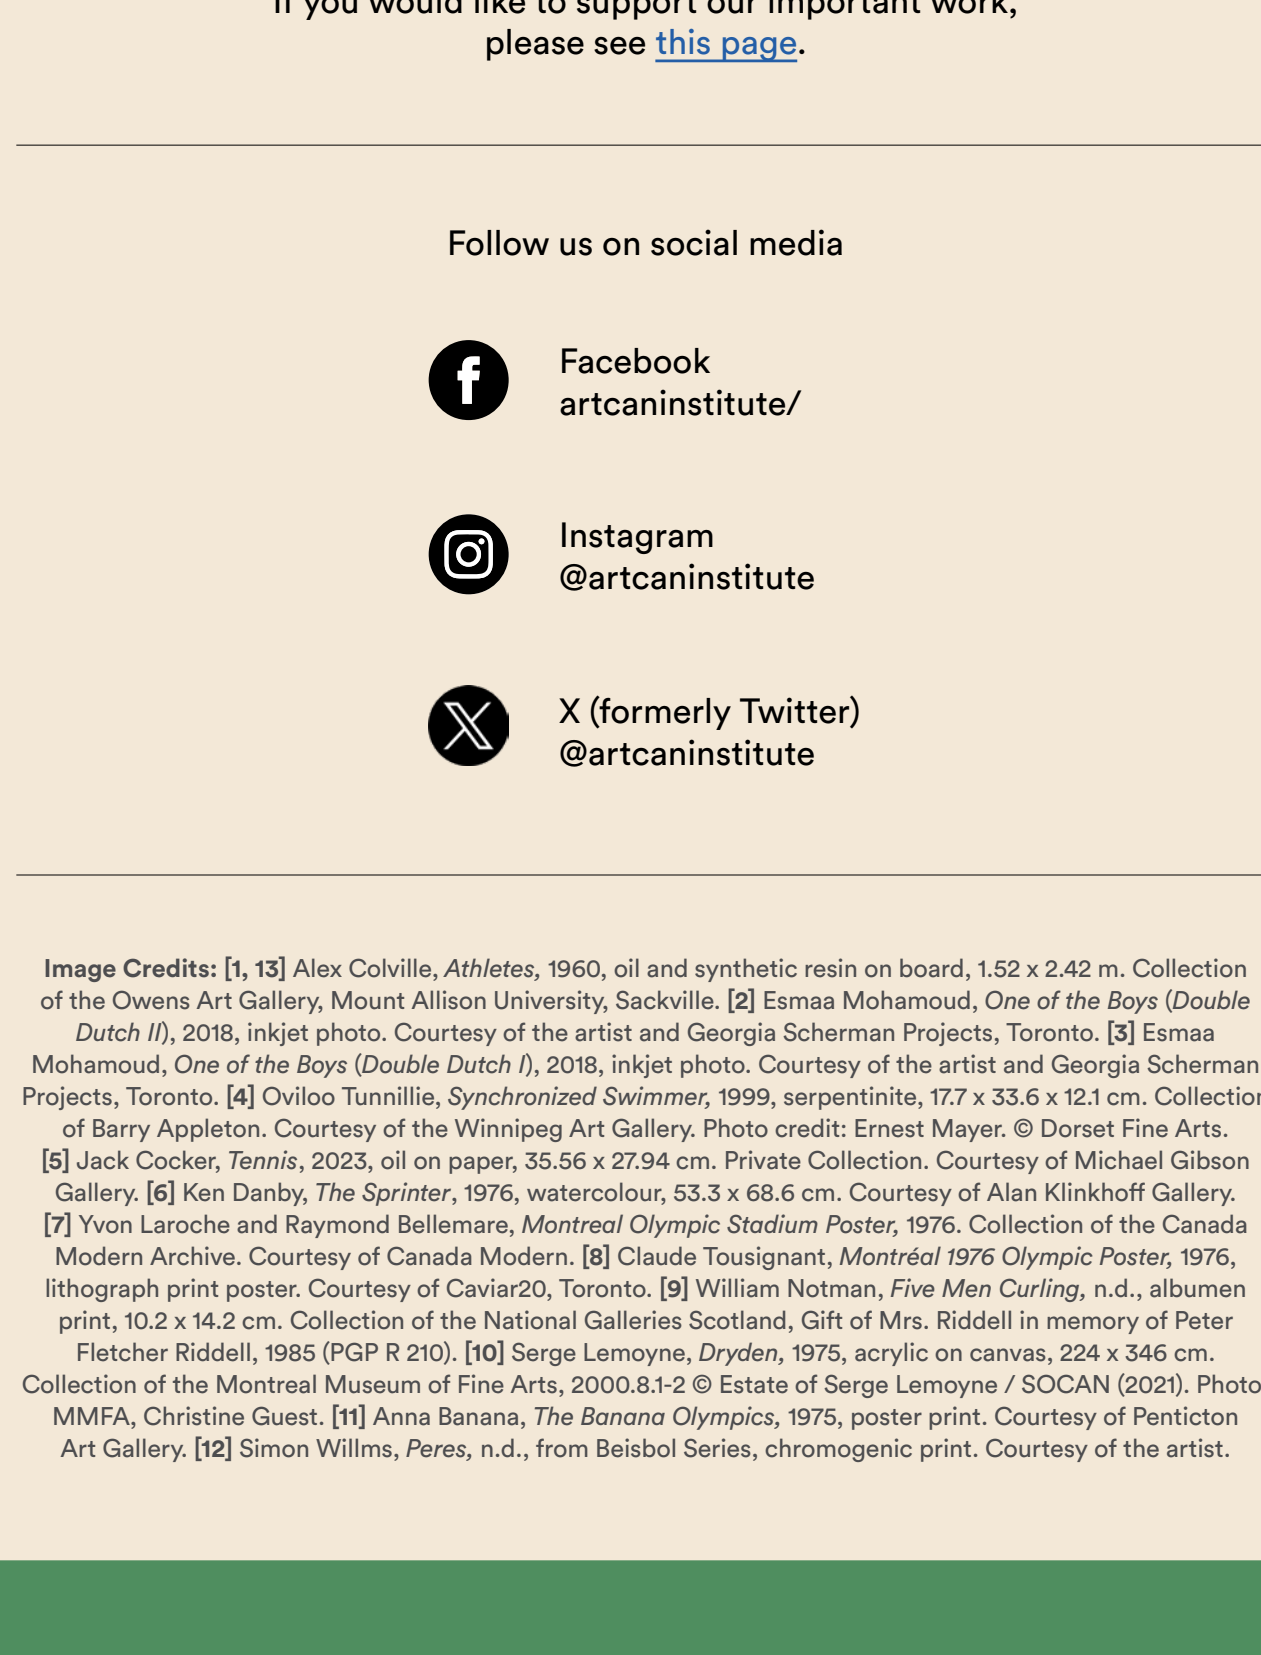 If you would like to support our important work,
please see this page.
Follow us on social media
Facebook
artcaninstitute/
Instagram
@artcaninstitute
X (formerly Twitter)
@artcaninstitute
Image Credits: [1, 13] Alex Colville, Athletes, 1960, oil and synthetic resin on board, 1.52 x 2.42 m. Collection
of the Owens Art Gallery, Mount Allison University, Sackville. [2] Esmaa Mohamoud, One of the Boys (Double
Dutch II), 2018, inkjet photo. Courtesy of the artist and Georgia Scherman Projects, Toronto. [3] Esmaa
Mohamoud, One of the Boys (Double Dutch I), 2018, inkjet photo. Courtesy of the artist and Georgia Scherman
Projects, Toronto. [4] Oviloo Tunnillie, Synchronized Swimmer, 1999, serpentinite, 17.7 x 33.6 x 12.1 cm. Collection
of Barry Appleton. Courtesy of the Winnipeg Art Gallery. Photo credit: Ernest Mayer. © Dorset Fine Arts.
[5] Jack Cocker, Tennis, 2023, oil on paper, 35.56 x 27.94 cm. Private Collection. Courtesy of Michael Gibson
Gallery. [6] Ken Danby, The Sprinter, 1976, watercolour, 53.3 x 68.6 cm. Courtesy of Alan Klinkhoff Gallery.
[7] Yvon Laroche and Raymond Bellemare, Montreal Olympic Stadium Poster, 1976. Collection of the Canada
Modern Archive. Courtesy of Canada Modern. [8] Claude Tousignant, Montréal 1976 Olympic Poster, 1976,
lithograph print poster. Courtesy of Caviar20, Toronto. [9] William Notman, Five Men Curling, n.d., albumen
print, 10.2 x 14.2 cm. Collection of the National Galleries Scotland, Gift of Mrs. Riddell in memory of Peter
Fletcher Riddell, 1985 (PGP R 210). [10] Serge Lemoyne, Dryden, 1975, acrylic on canvas, 224 x 346 cm.
Collection of the Montreal Museum of Fine Arts, 2000.8.1-2 © Estate of Serge Lemoyne / SOCAN (2021). Photo
MMFA, Christine Guest. [11] Anna Banana, The Banana Olympics, 1975, poster print. Courtesy of Penticton
Art Gallery. [12] Simon Willms, Peres, n.d., from Beisbol Series, chromogenic print. Courtesy of the artist.